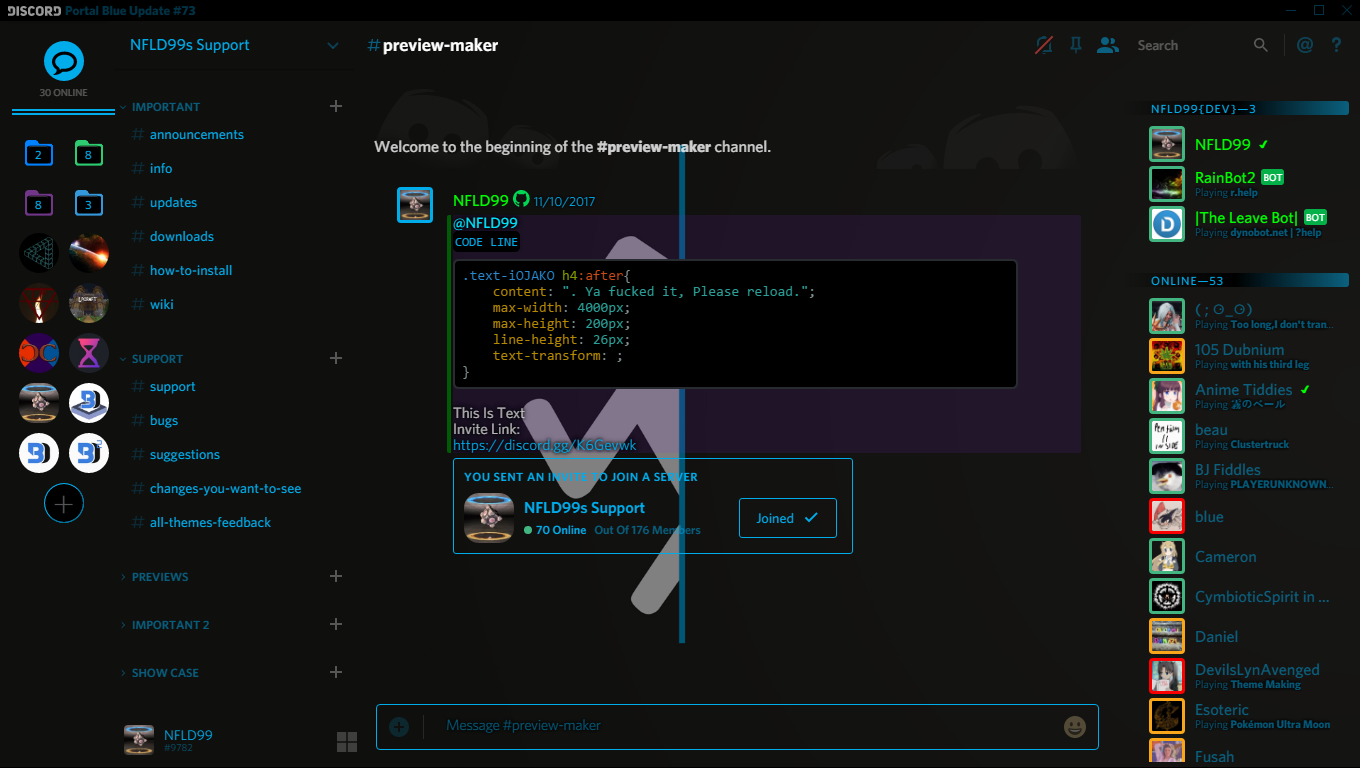 DISCORD Portal Blue Update #73
NFLD99s Support
#preview-maker
Search
@
?
30 ONLINE
2
8
8
3
IMPORTANT
# announcements
# info
# updates
# downloads
# how-to-install
# wiki
SUPPORT
# support
# bugs
# suggestions
# changes-you-want-to-see
# all-themes-feedback
PREVIEWS
IMPORTANT 2
SHOW CASE
NFLD99
#9782
Welcome to the beginning of the #preview-maker channel.
NFLD99 11/10/2017
@NFLD99
CODE LINE
.text-iOJAKO h4:after{
content: ". Ya fucked it, Please reload.";
max-width: 4000px;
max-height: 200px;
line-height: 26px;
text-transform: ;
}
This Is Text
Invite Link:
https://discord.gg/K6Gevwk
YOU SENT AN INVITE TO JOIN A SERVER
NFLD99s Support
70 Online Out Of 176 Members
Joined
Message #preview-maker
NFLD99{DEV}—3
NFLD99
RainBot2 BOT
Playing r.help
|The Leave Bot| BOT
Playing dynobot.net | ?help
ONLINE—53
Playing Too long,I don't tran...
105 Dubnium
Playing with his third leg
Anime Tiddies
Playing
beau
Playing Clustertruck
BJ Fiddles
Playing PLAYERUNKNOWN...
blue
Cameron
CymbioticSpirit in ...
Daniel
DevilsLynAvenged
Playing Theme Making
Esoteric
Playing Pokémon Ultra Moon
Fusah